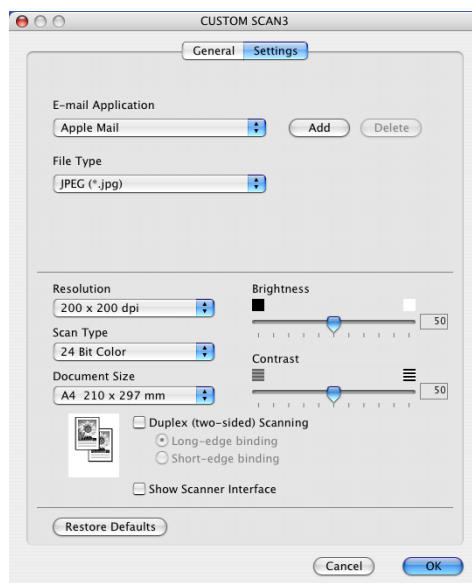 CUSTOM SCAN3
General Settings
E-mail Application
Apple Mail Add Delete
File Type
JPEG (*.jpg)
Resolution
200 x 200 dpi
Scan Type
24 Bit Color
Document Size
A4 210 x 297 mm
Brightness
50
Contrast
50
Duplex (two-sided) Scanning
Long-edge binding
Short-edge binding
Show Scanner Interface
Restore Defaults
Cancel OK